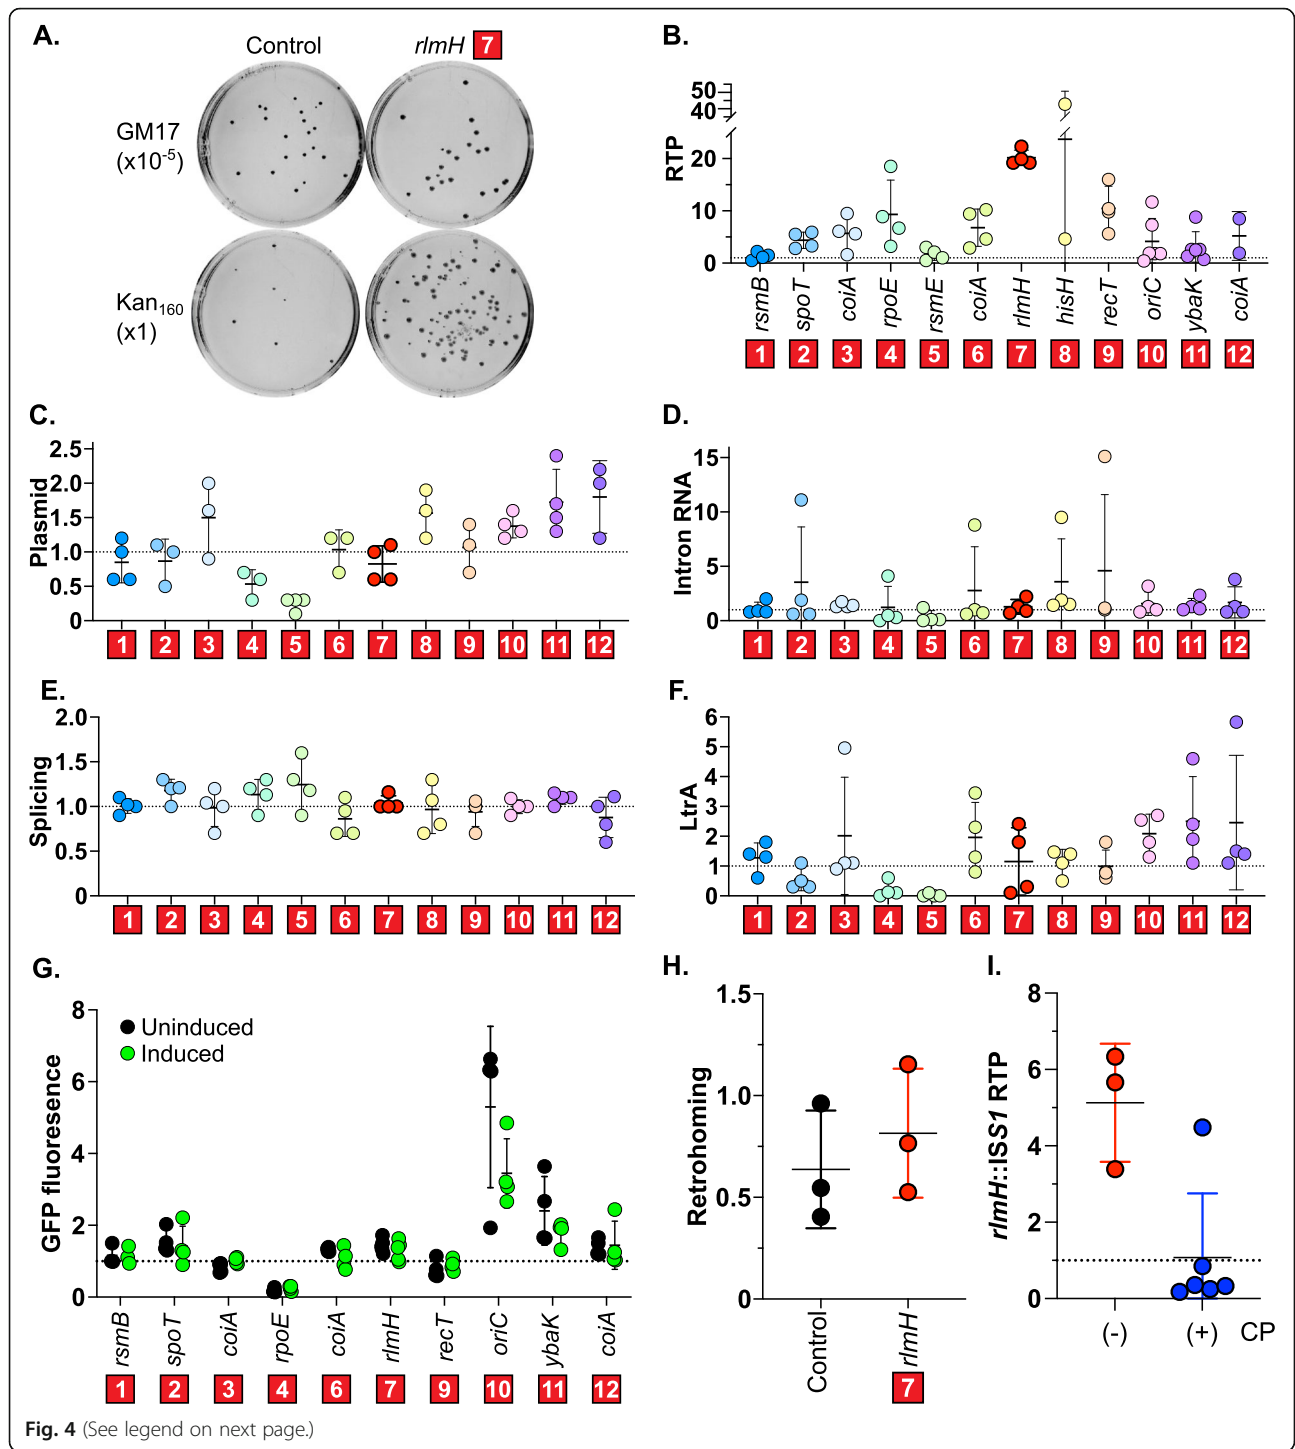 A.
Control rlmH 7
GM17
(x10-5)
Kan160
(x1)
B.
RTP
50
40
20
10
0
rsmB spoT coiA rpoE rsmE coiA rlmH hisH recT oriC ybaK coiA
1 2 3 4 5 6 7 8 9 10 11 12
C.
Plasmid
2.5
2.0
1.5
1.0
0.5
0
1 2 3 4 5 6 7 8 9 10 11 12
D.
Intron RNA
15
10
5
0
1 2 3 4 5 6 7 8 9 10 11 12
E.
Splicing
2.0
1.5
1.0
0.5
0
1 2 3 4 5 6 7 8 9 10 11 12
F.
LtrA
6
5
4
3
2
1
0
1 2 3 4 5 6 7 8 9 10 11 12
G.
GFP fluoresence
8
6
4
2
0
Uninduced
Induced
rsmB spoT coiA rpoE coiA rlmH recT oriC ybaK coiA
1 2 3 4 6 7 9 10 11 12
H.
Retrohoming
1.5
1.0
0.5
0
Control rlmH
7
I.
rlmH::ISS1 RTP
8
6
4
2
0
(-) (+) CP
Fig. 4 (See legend on next page.)